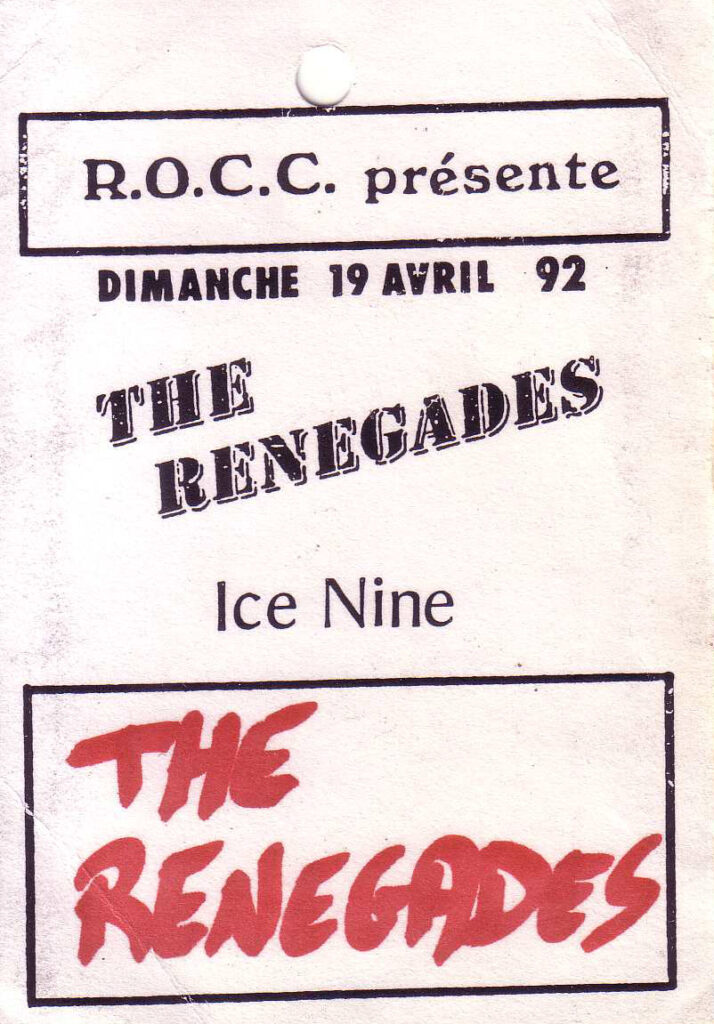 R.O.C.C. présente
DIMANCHE 19 AVRIL 92
THE
RENEGADES
Ice Nine
THE
RENEGADES